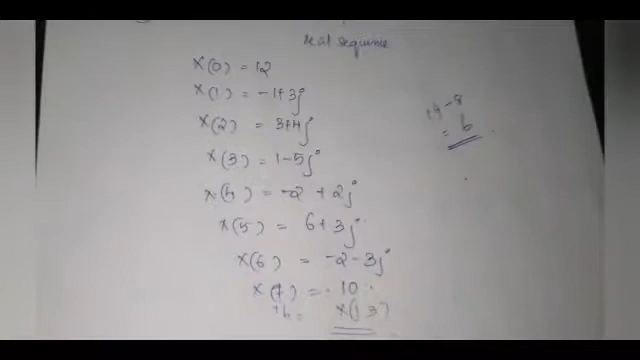 real sequence
X(0) = 12
X(1) = -1+3j
X(2) = 3+4j
X(3) = 1-5j
X(4) = -2+2j
X(5) = 6+3j
X(6) = -2-3j
X(7) = 10
X(13)
14-8
= 6